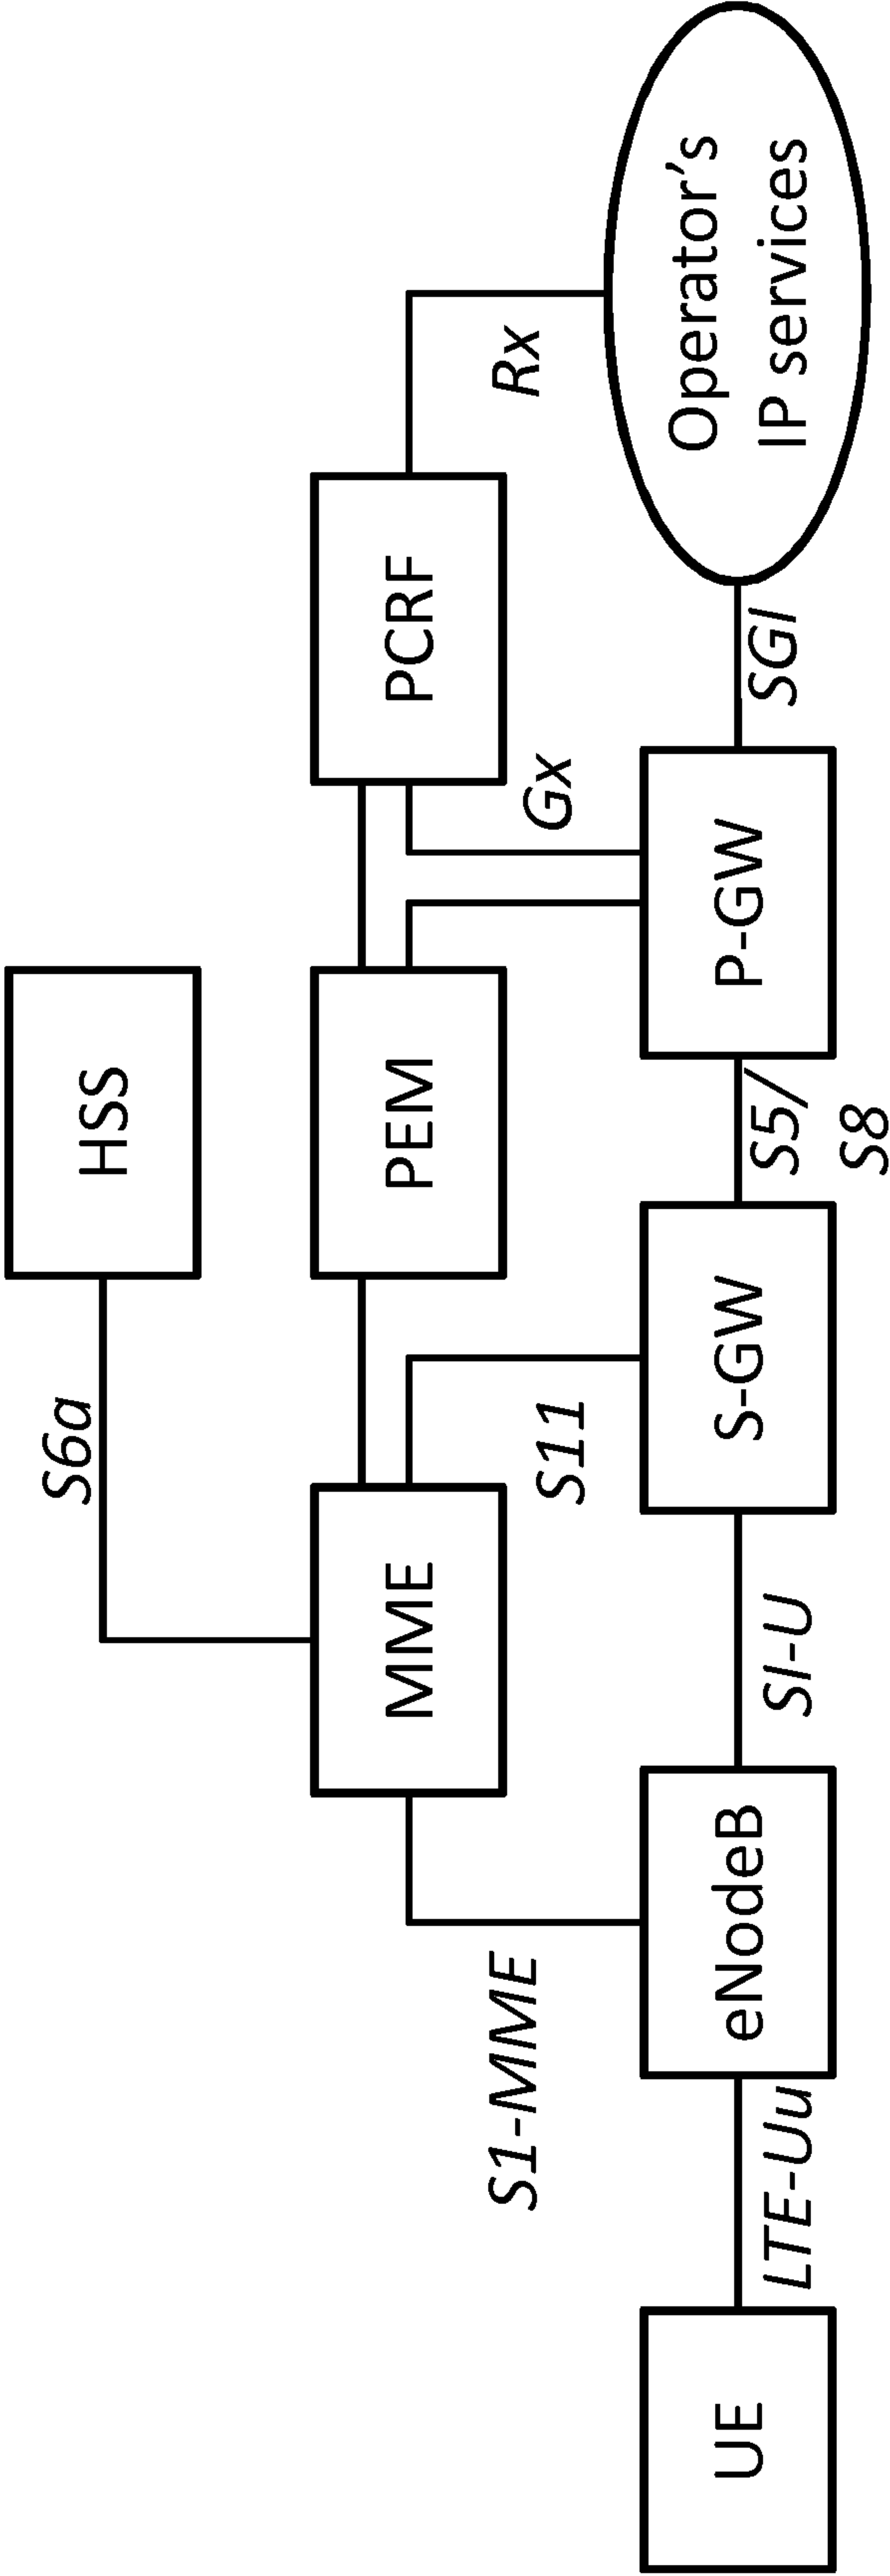 HSS
S6a
MME
PEM
PCRF
S1-MME
S11
Gx
Rx
UE
LTE-Uu
eNodeB
SI-U
S-GW
S5/
S8
P-GW
SGI
Operator's
IP services